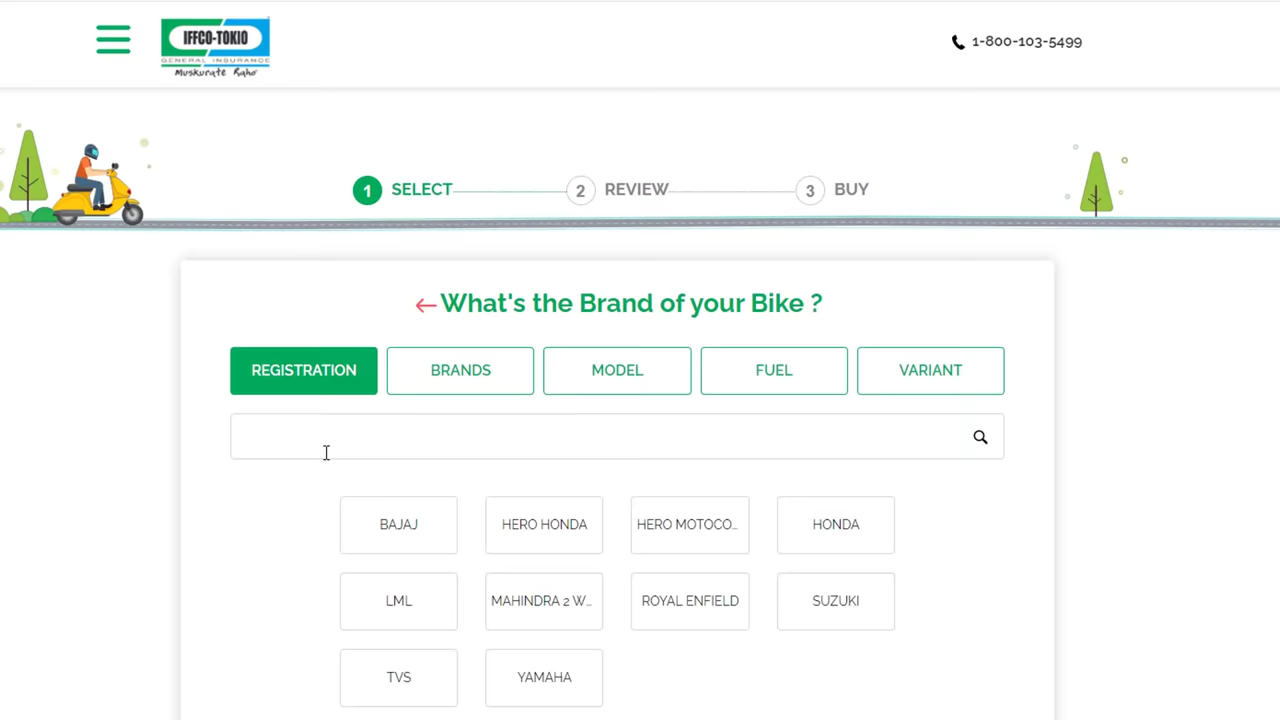 IFFCO-TOKIO
GENERAL INSURANCE
Muskurate Raho
1-800-103-5499
1 SELECT 2 REVIEW 3 BUY
What's the Brand of your Bike ?
REGISTRATION BRANDS MODEL FUEL VARIANT
BAJAJ HERO HONDA HERO MOTOCO... HONDA
LML MAHINDRA 2 W... ROYAL ENFIELD SUZUKI
TVS YAMAHA